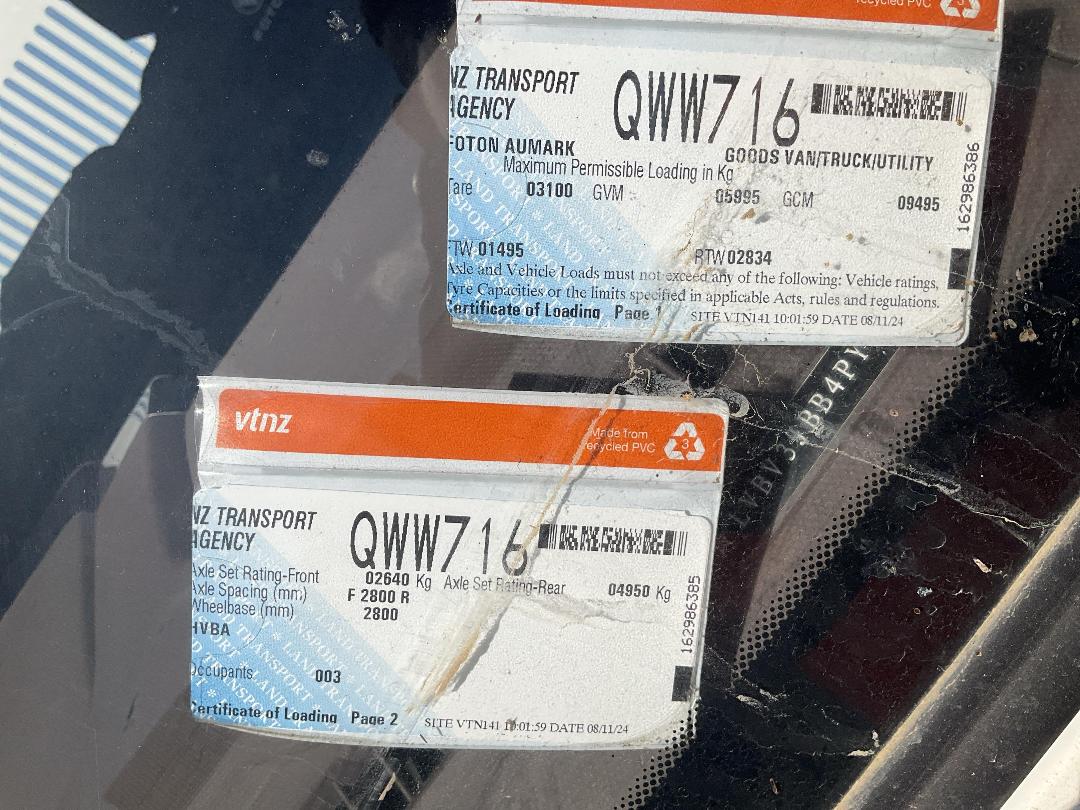 recycled PVC
NZ TRANSPORT
AGENCY
QWW716
FOTON AUMARK
GOODS VAN/TRUCK/UTILITY
Maximum Permissible Loading in Kg
Tare 03100 GVM 05995 GCM 09495
FTW 01495 RTW 02834
Axle and Vehicle Loads must not exceed any of the following: Vehicle ratings,
Tyre Capacities or the limits specified in applicable Acts, rules and regulations.
Certificate of Loading Page 1 SITE VTN141 10:01:59 DATE 08/11/24
162986386
vtnz
Made from
recycled PVC
3
NZ TRANSPORT
AGENCY
QWW716
Axle Set Rating-Front 02640 Kg Axle Set Rating-Rear 04950 Kg
Axle Spacing (mm) F 2800 R
Wheelbase (mm) 2800
HVBA
Occupants 003
Certificate of Loading Page 2 SITE VTN141 10:01:59 DATE 08/11/24
162986385